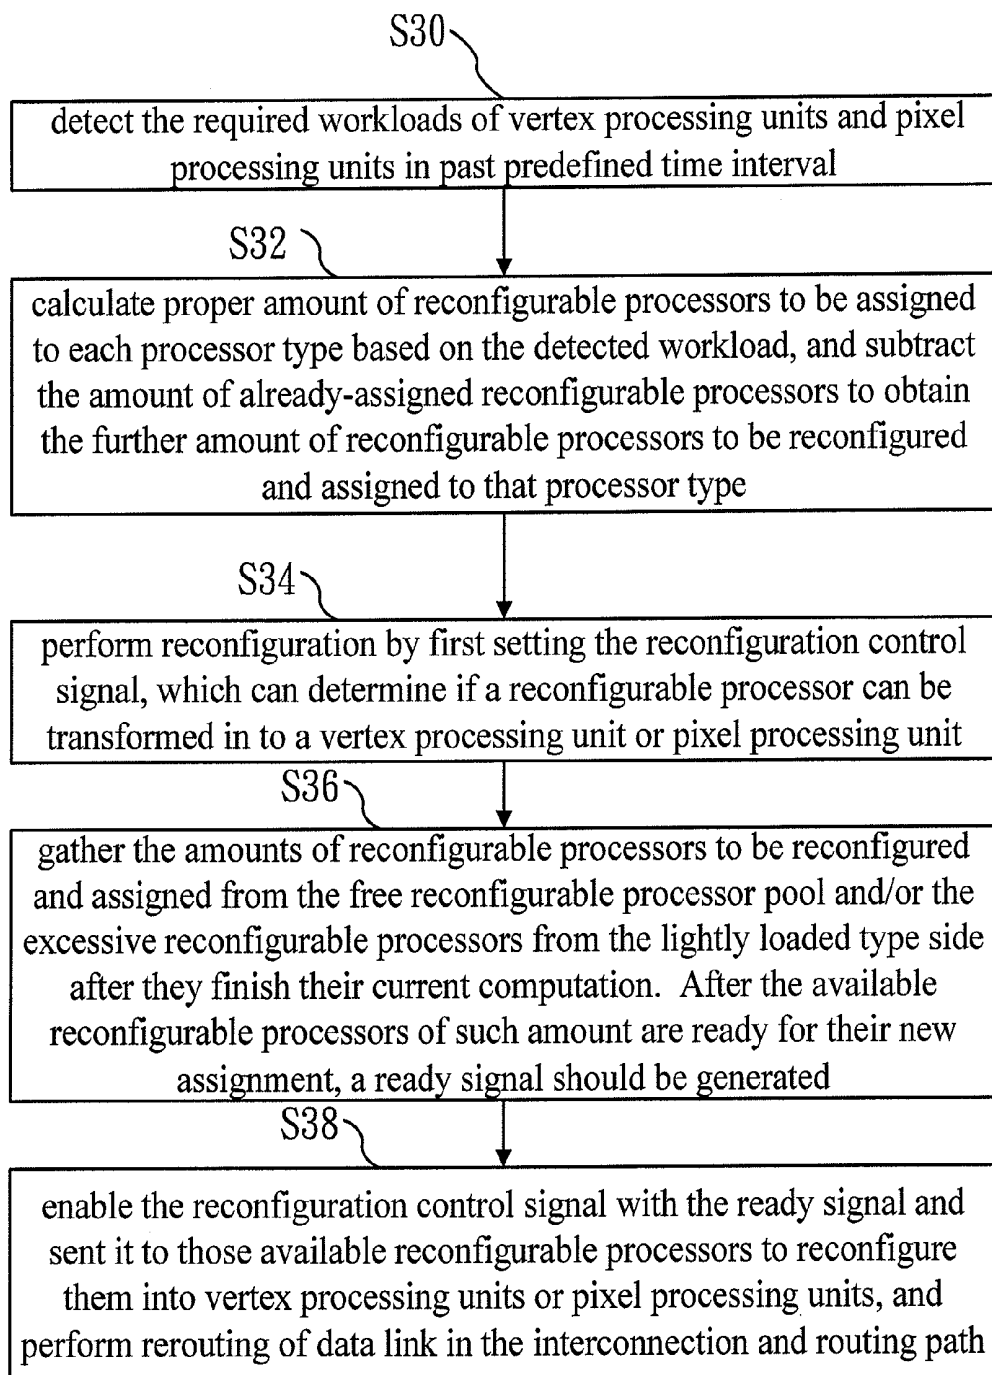 S30
detect the required workloads of vertex processing units and pixel
processing units in past predefined time interval
S32
calculate proper amount of reconfigurable processors to be assigned
to each processor type based on the detected workload, and subtract
the amount of already-assigned reconfigurable processors to obtain
the further amount of reconfigurable processors to be reconfigured
and assigned to that processor type
S34
perform reconfiguration by first setting the reconfiguration control
signal, which can determine if a reconfigurable processor can be
transformed in to a vertex processing unit or pixel processing unit
S36
gather the amounts of reconfigurable processors to be reconfigured
and assigned from the free reconfigurable processor pool and/or the
excessive reconfigurable processors from the lightly loaded type side
after they finish their current computation. After the available
reconfigurable processors of such amount are ready for their new
assignment, a ready signal should be generated
S38
enable the reconfiguration control signal with the ready signal and
sent it to those available reconfigurable processors to reconfigure
them into vertex processing units or pixel processing units, and
perform rerouting of data link in the interconnection and routing path